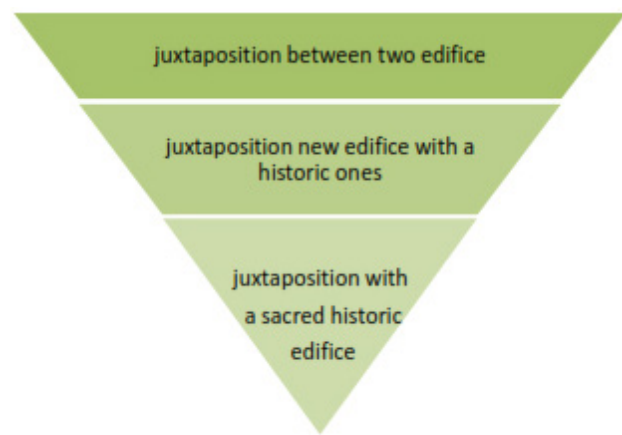 juxtaposition between two edifice
juxtaposition new edifice with a
historic ones
juxtaposition with
a sacred historic
edifice